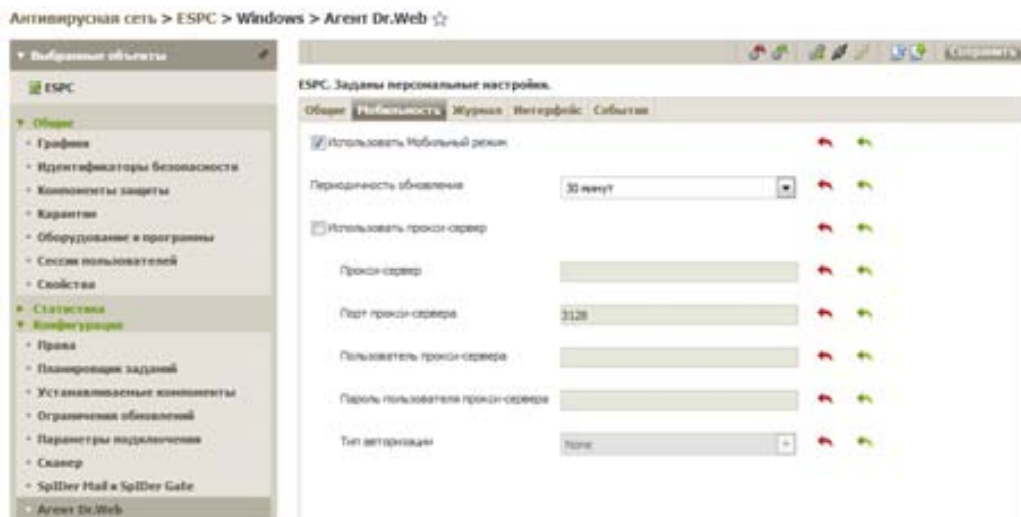 Антивирусная сеть > ESPC > Windows > Агент Dr.Web
Выбранные объекты
ESPC
Общие
Графики
Идентификаторы безопасности
Компоненты защиты
Карантин
Оборудование и программы
Сессии пользователей
Свойства
Статистика
Конфигурация
Права
Планировщик заданий
Устанавливаемые компоненты
Ограничения обновлений
Параметры подключения
Сканер
SpIDer Mail и SpIDer Gate
Агент Dr.Web
Сохранить
ESPC. Заданы персональные настройки.
Общие Мобильность Журнал Интерфейс События
Использовать Мобильный режим
Периодичность обновления 30 минут
Использовать прокси-сервер
Прокси-сервер
Порт прокси-сервера 3128
Пользователь прокси-сервера
Пароль пользователя прокси-сервера
Тип авторизации None